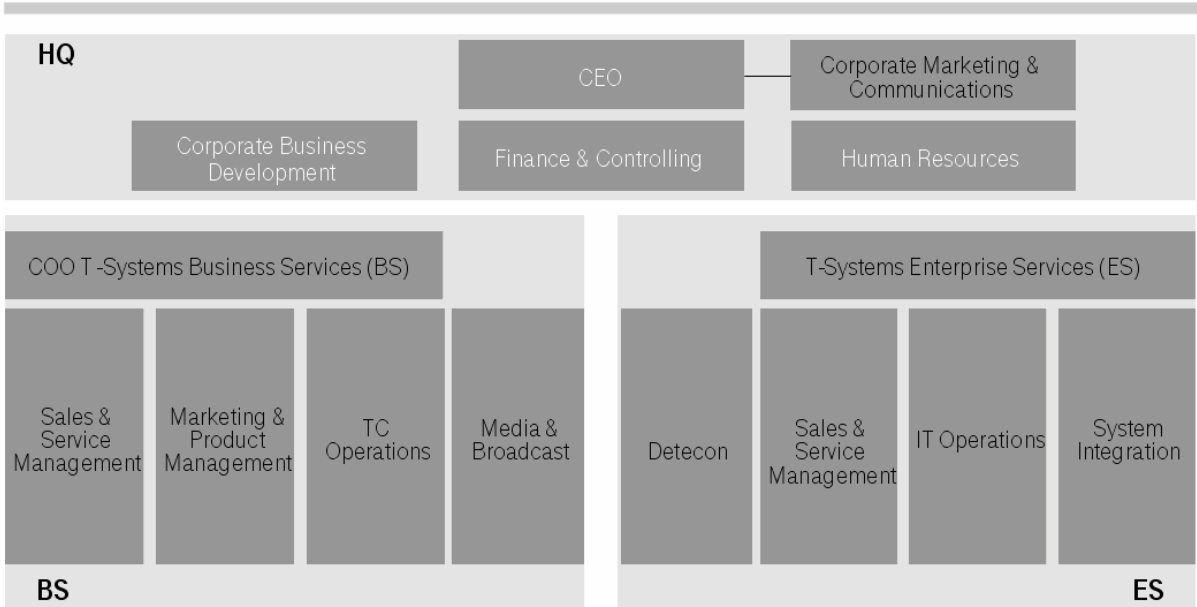 HQ
CEO
Corporate Marketing &
Communications
Corporate Business
Development
Finance & Controlling
Human Resources
COO T -Systems Business Services (BS)
T-Systems Enterprise Services (ES)
Sales &
Service
Management
Marketing &
Product
Management
TC
Operations
Media &
Broadcast
Detecon
Sales &
Service
Management
IT Operations
System
Integration
BS
ES